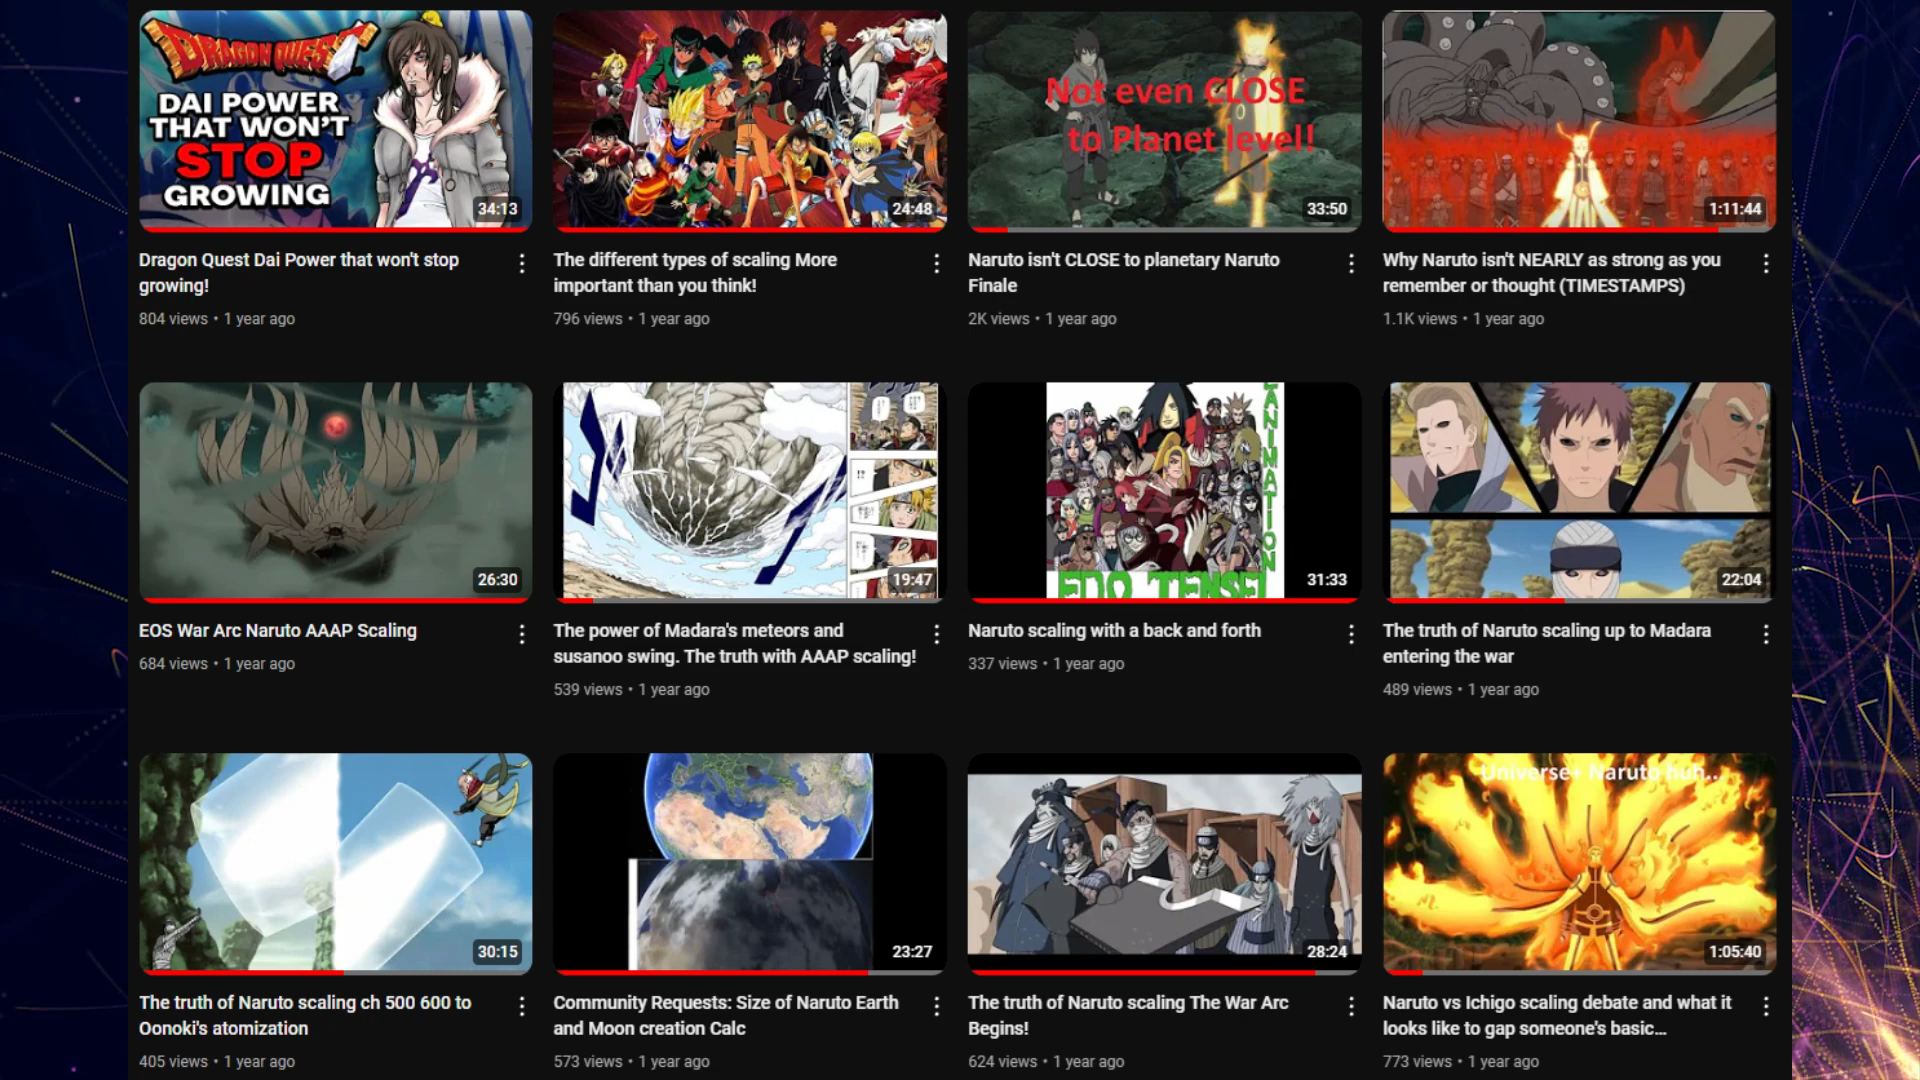 DRAGON QUEST
DAI POWER
THAT WON'T
STOP
GROWING
34:13
24:48
Not even CLOSE
to Planet level!
33:50
1:11:44
Dragon Quest Dai Power that won't stop
growing!
804 views • 1 year ago
The different types of scaling More
important than you think!
796 views • 1 year ago
Naruto isn't CLOSE to planetary Naruto
Finale
2K views • 1 year ago
Why Naruto isn't NEARLY as strong as you
remember or thought (TIMESTAMPS)
1.1K views • 1 year ago
26:30
19:47
ANIMATION
EDO TENSEI
31:33
22:04
EOS War Arc Naruto AAAP Scaling
684 views • 1 year ago
The power of Madara's meteors and
susanoo swing. The truth with AAAP scaling!
539 views • 1 year ago
Naruto scaling with a back and forth
337 views • 1 year ago
The truth of Naruto scaling up to Madara
entering the war
489 views • 1 year ago
30:15
23:27
28:24
Universe+ Naruto huh...
1:05:40
The truth of Naruto scaling ch 500 600 to
Oonoki's atomization
405 views • 1 year ago
Community Requests: Size of Naruto Earth
and Moon creation Calc
573 views • 1 year ago
The truth of Naruto scaling The War Arc
Begins!
624 views • 1 year ago
Naruto vs Ichigo scaling debate and what it
looks like to gap someone's basic...
773 views • 1 year ago